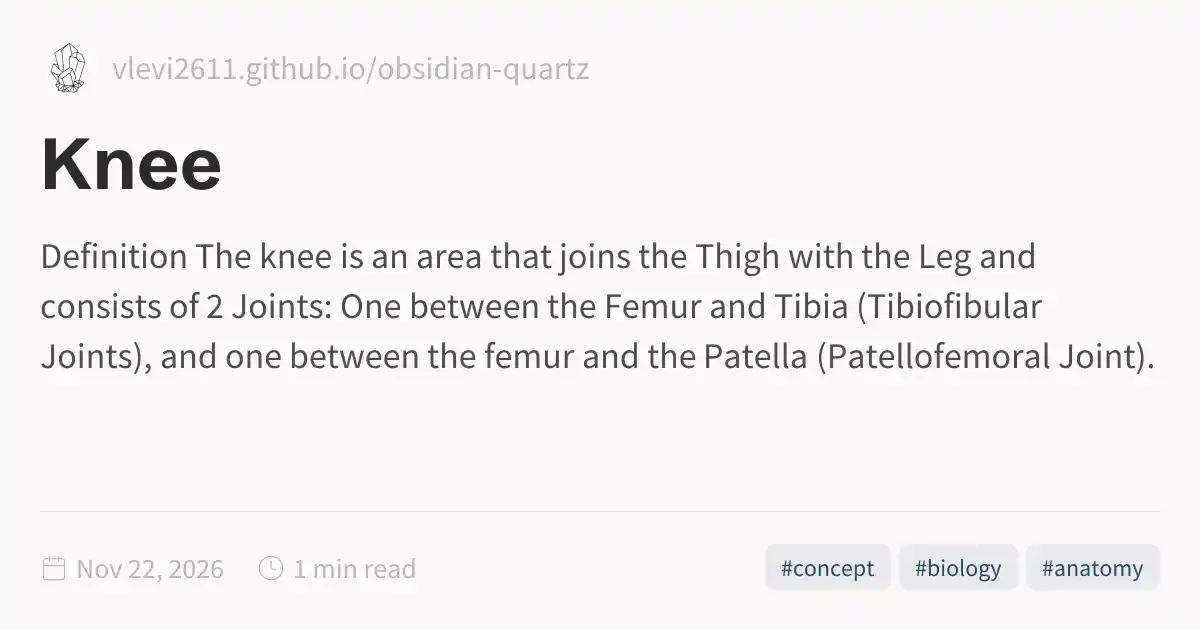 vlevi2611.github.io/obsidian-quartz
Knee
Definition The knee is an area that joins the Thigh with the Leg and
consists of 2 Joints: One between the Femur and Tibia (Tibiofibular
Joints), and one between the femur and the Patella (Patellofemoral Joint).
Nov 22, 2026 1 min read #concept #biology #anatomy